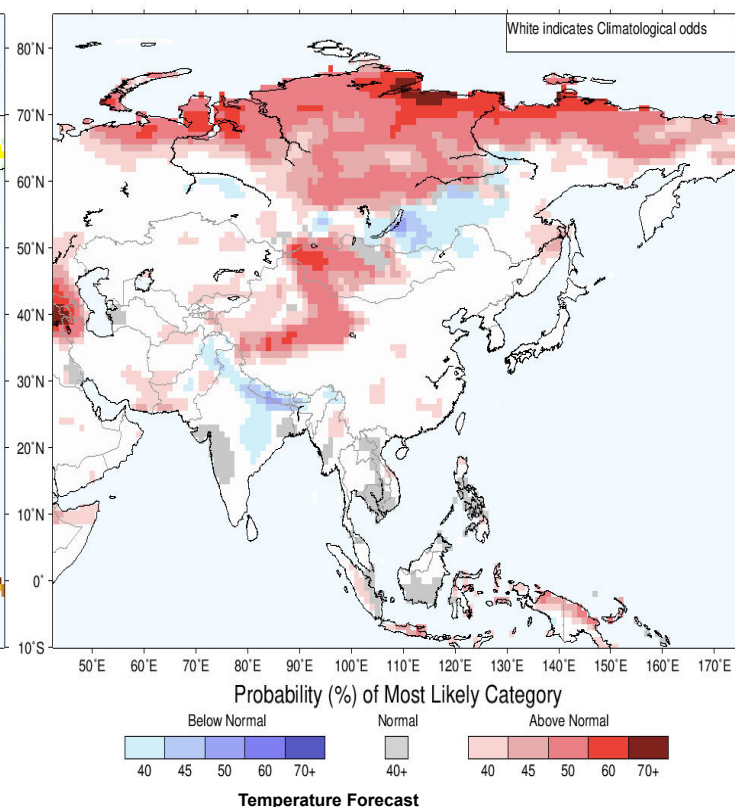 White indicates Climatological odds
80°N
70°N
60°N
50°N
40°N
30°N
20°N
10°N
0°
10°S
50°E 60°E 70°E 80°E 90°E 100°E 110°E 120°E 130°E 140°E 150°E 160°E 170°E
Probability (%) of Most Likely Category
Below Normal Normal Above Normal
40 45 50 60 70+ 40+ 40 45 50 60 70+
Temperature Forecast